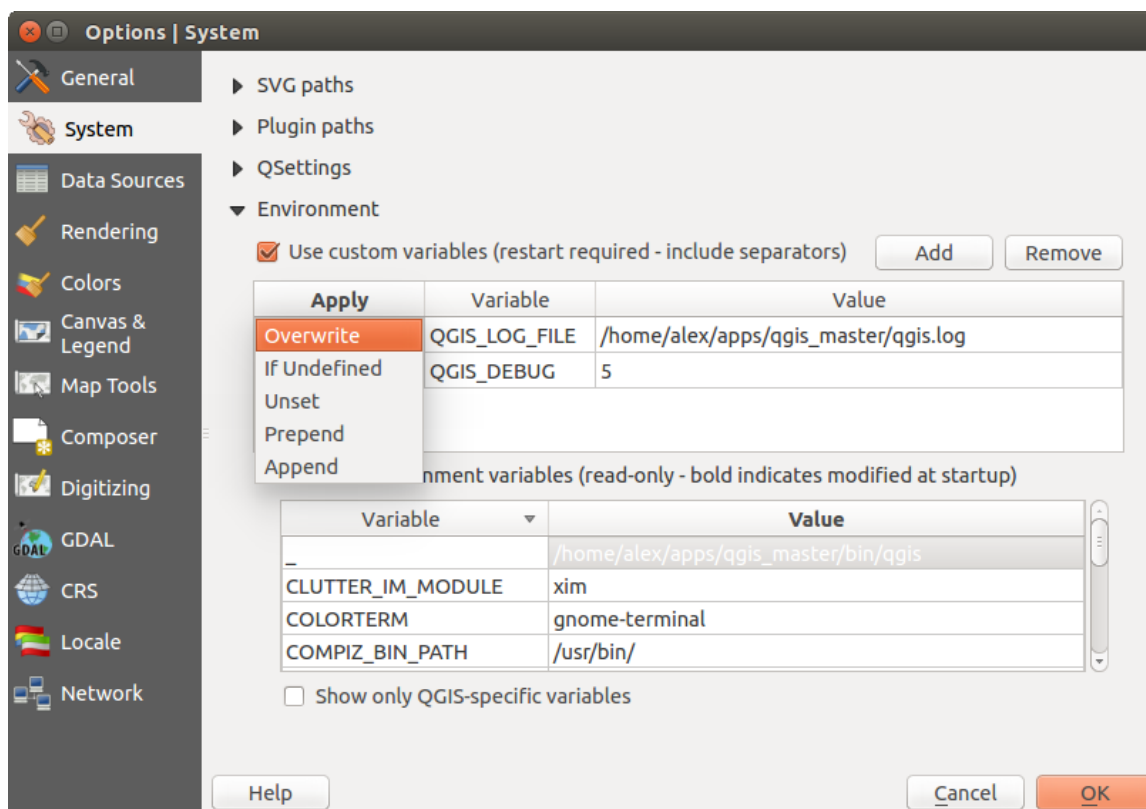 Options | System
General
System
Data Sources
Rendering
Colors
Canvas &
Legend
Map Tools
Composer
Digitizing
GDAL
CRS
Locale
Network
SVG paths
Plugin paths
QSettings
Environment
Use custom variables (restart required - include separators) Add Remove
Apply Variable Value
Overwrite QGIS_LOG_FILE /home/alex/apps/qgis_master/qgis.log
If Undefined QGIS_DEBUG 5
Unset
Prepend
Append
nment variables (read-only - bold indicates modified at startup)
Variable Value
_ /home/alex/apps/qgis_master/bin/qgis
CLUTTER_IM_MODULE xim
COLORTERM gnome-terminal
COMPIZ_BIN_PATH /usr/bin/
Show only QGIS-specific variables
Help Cancel OK